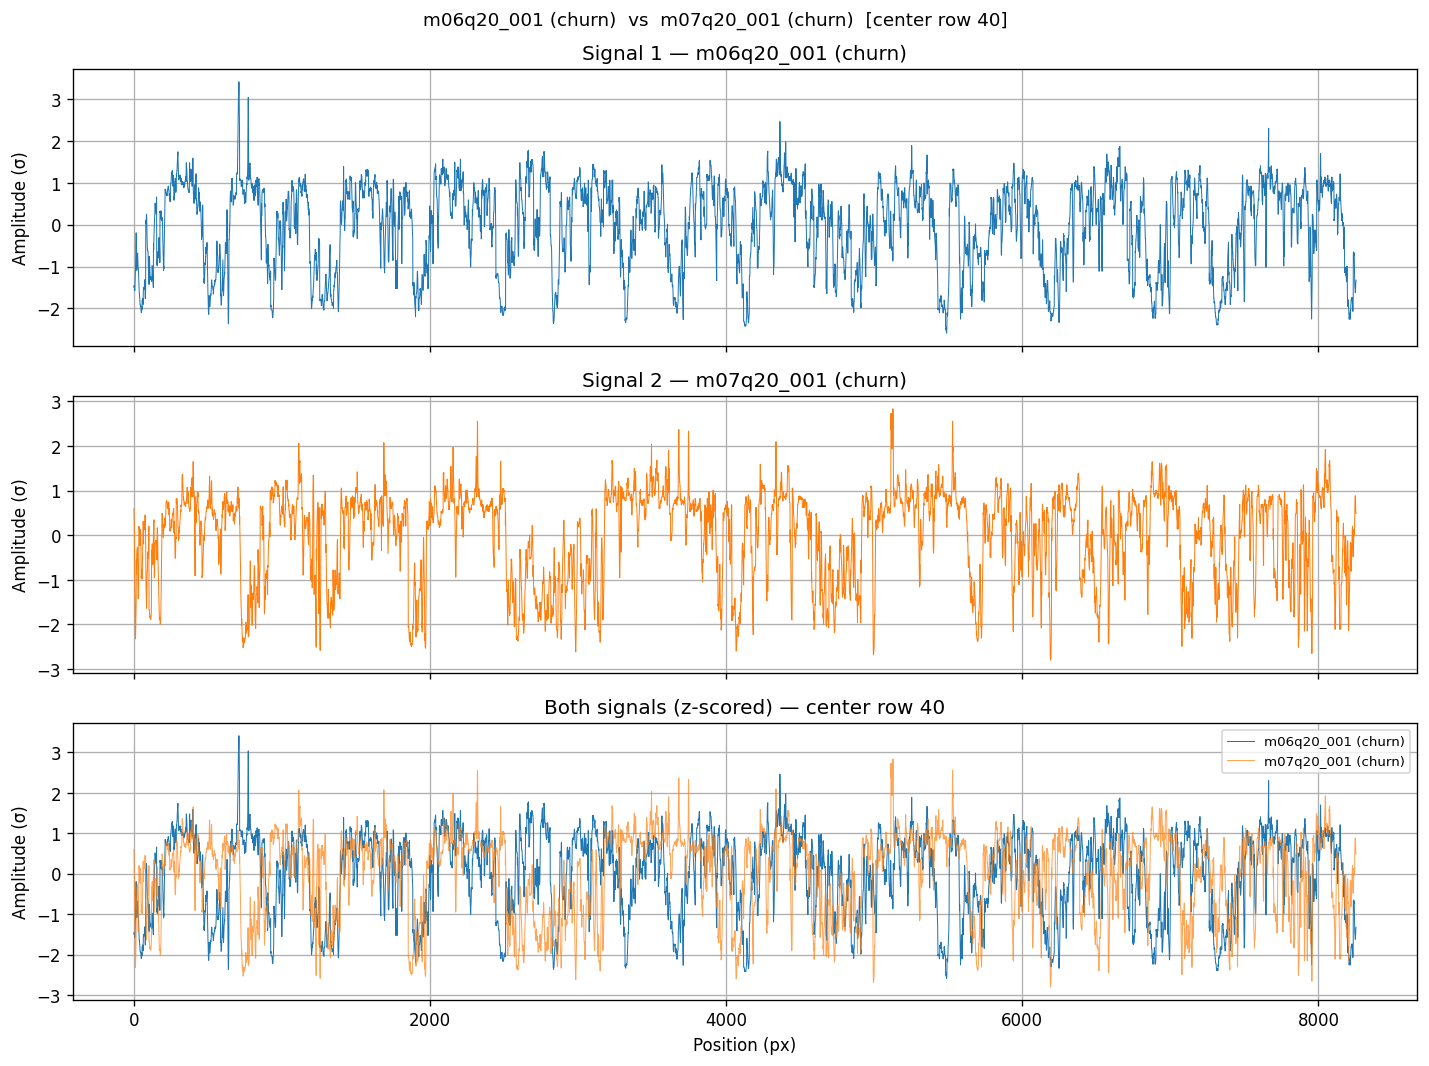 m06q20_001 (churn)  vs  m07q20_001 (churn)  [center row 40]
Signal 1 — m06q20_001 (churn)
Amplitude (σ)
3
2
1
0
−1
−2
Signal 2 — m07q20_001 (churn)
Amplitude (σ)
3
2
1
0
−1
−2
−3
Both signals (z-scored) — center row 40
Amplitude (σ)
3
2
1
0
−1
−2
−3
m06q20_001 (churn)
m07q20_001 (churn)
0 2000 4000 6000 8000
Position (px)